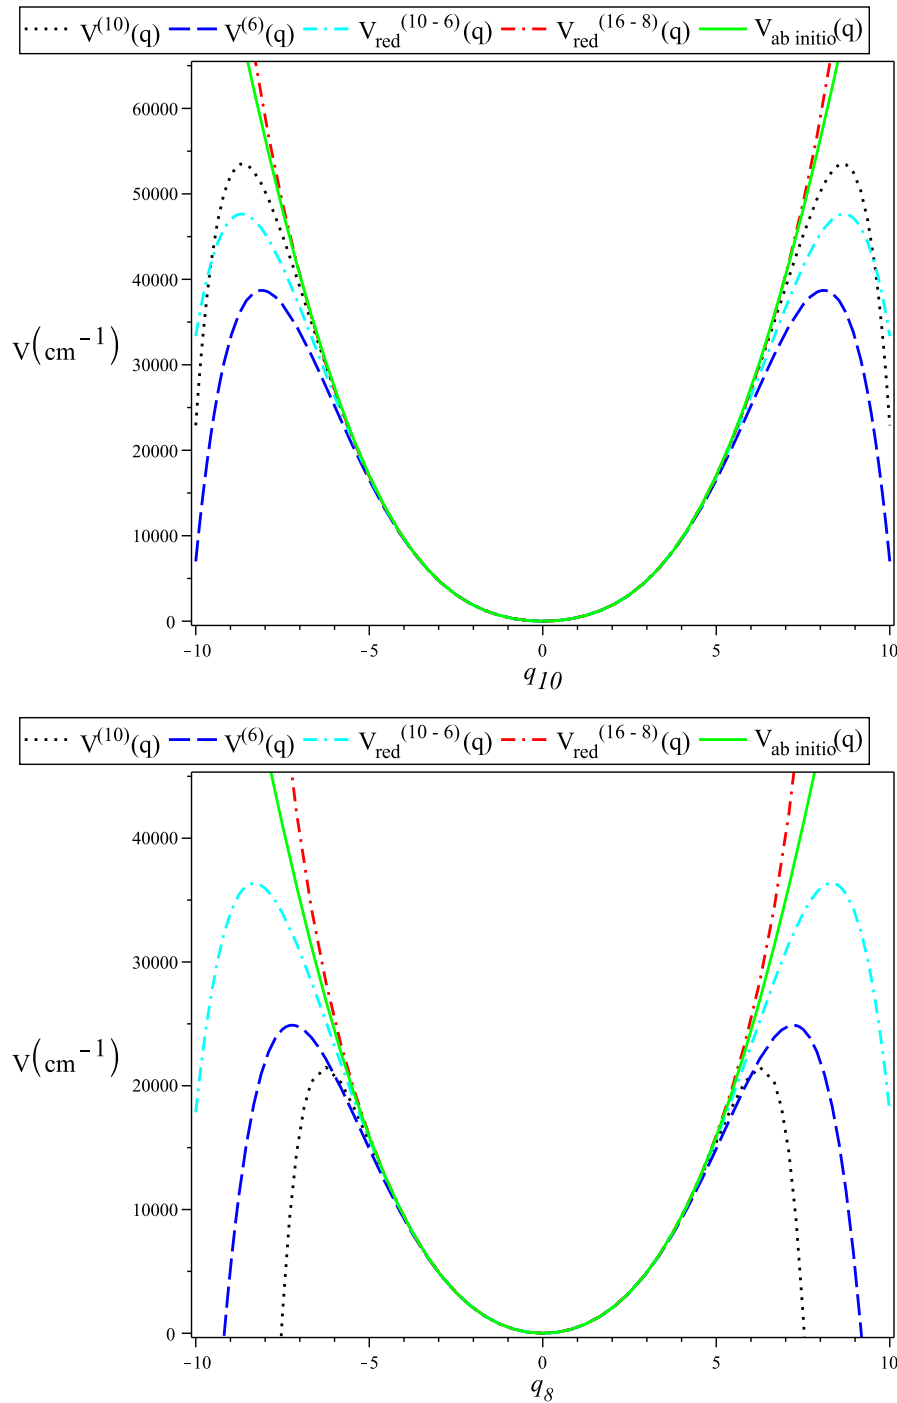 V^(10)(q) V^(6)(q) V_red^(10 - 6)(q) V_red^(16 - 8)(q) V_ab initio(q)
60000
50000
40000
V(cm^-1)
30000
20000
10000
0
-10 -5 0 5 10
q_10
V^(10)(q) V^(6)(q) V_red^(10 - 6)(q) V_red^(16 - 8)(q) V_ab initio(q)
40000
30000
V(cm^-1)
20000
10000
0
-10 -5 0 5 10
q_8